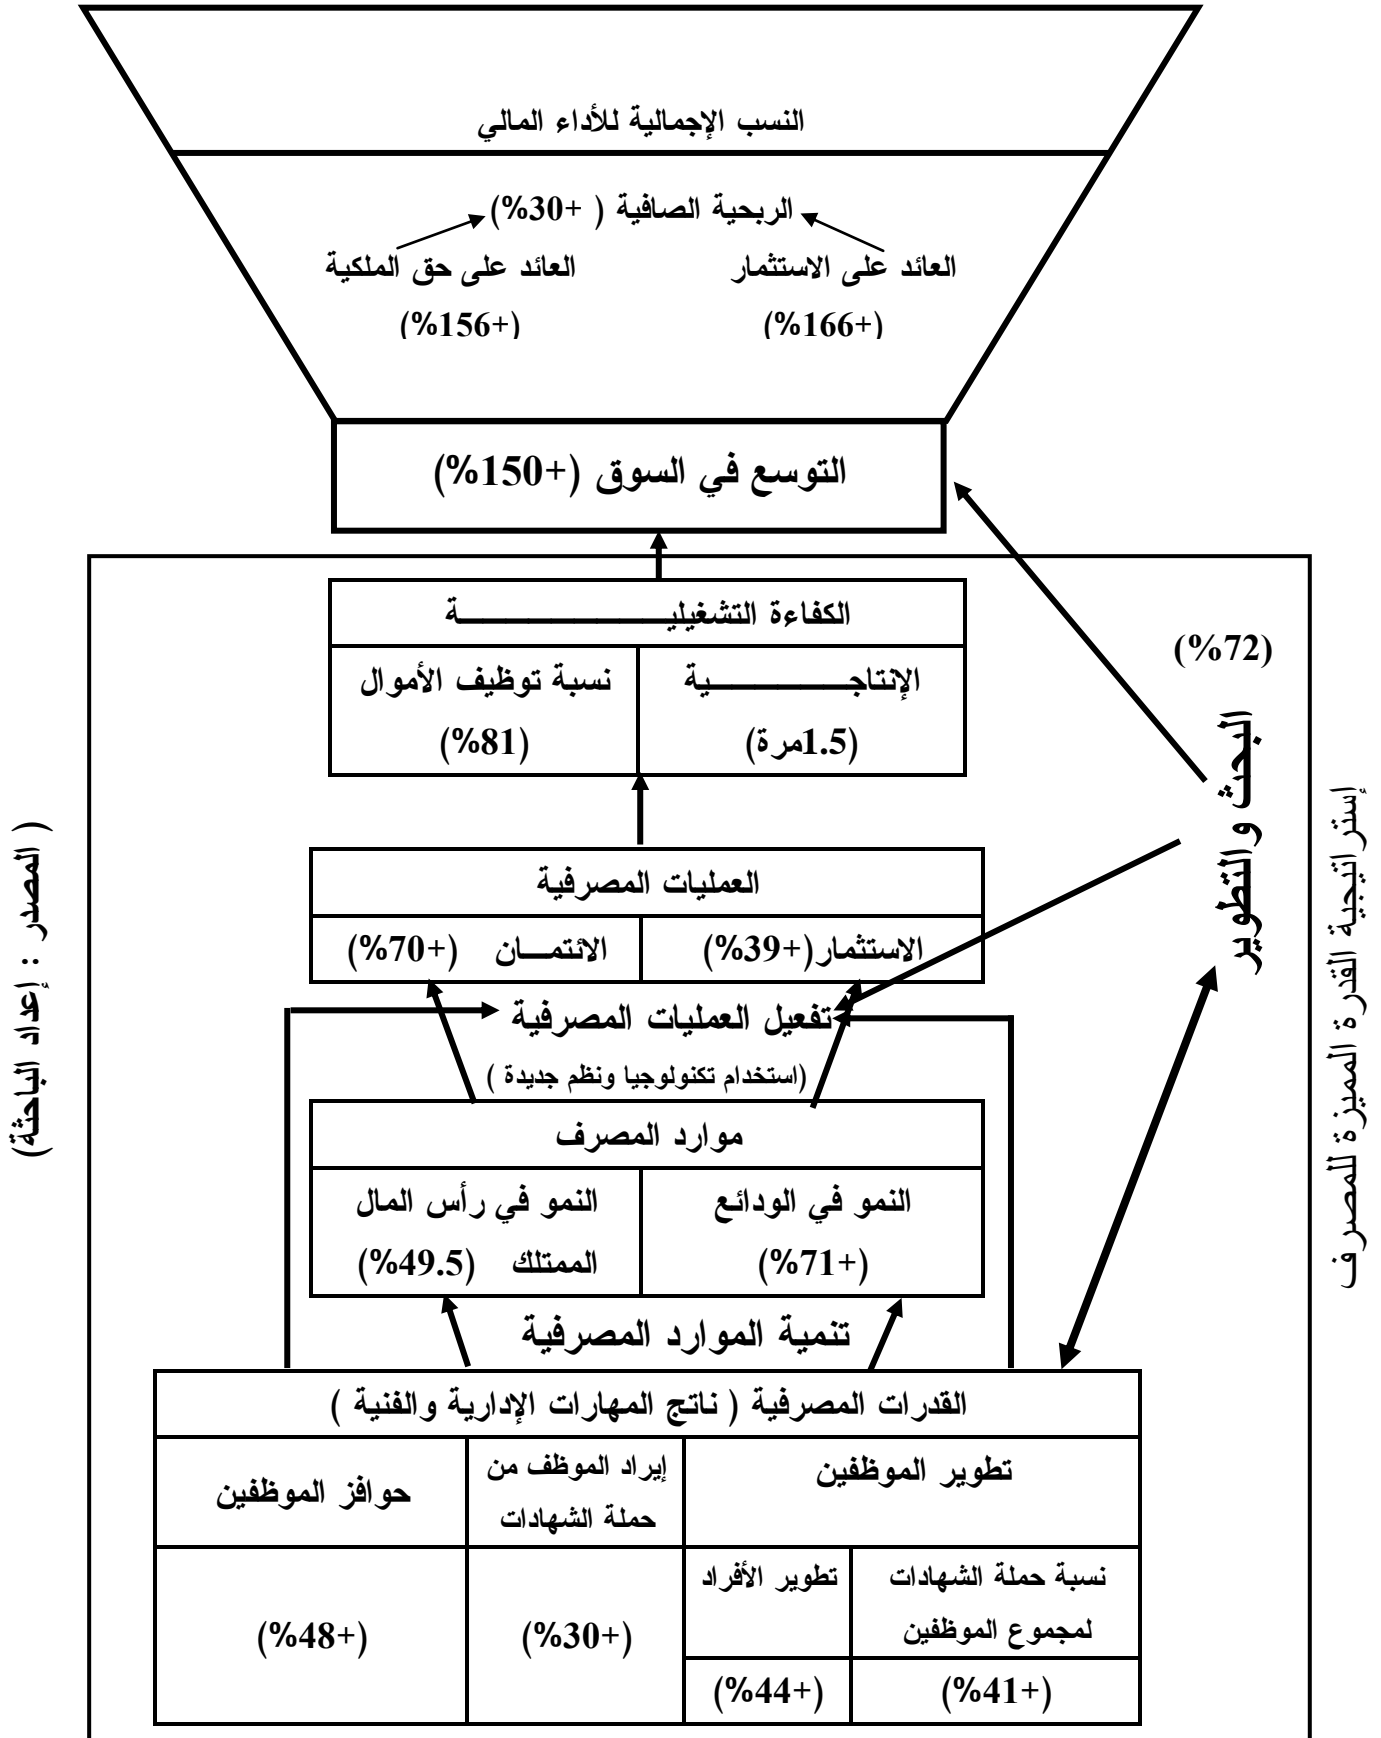 النسب الإجمالية للأداء المالي
الربحية الصافية ( +30%)
العائد على الاستثمار
العائد على حق الملكية
(+166%)
(+156%)
التوسع في السوق (+150%)
الكفاءة التشغيليـــــــــــــــــــة
الإنتاجـــــــــــــية
نسبة توظيف الأموال
(1.5مرة)
(81%)
(72%)
البحث والتطوير
إستراتيجية القدرة المميزة للمصرف
( المصدر : إعداد الباحثة)
العمليات المصرفية
الاستثمار(+39%)
الائتمـــان (+70%)
تفعيل العمليات المصرفية
(استخدام تكنولوجيا ونظم جديدة )
موارد المصرف
النمو في الودائع
(+71%)
النمو في رأس المال
الممتلك (49.5%)
تنمية الموارد المصرفية
القدرات المصرفية ( ناتج المهارات الإدارية والفنية )
تطوير الموظفين
إيراد الموظف من
حملة الشهادات
حوافز الموظفين
نسبة حملة الشهادات
لمجموع الموظفين
تطوير الأفراد
(+41%)
(+44%)
(+30%)
(+48%)